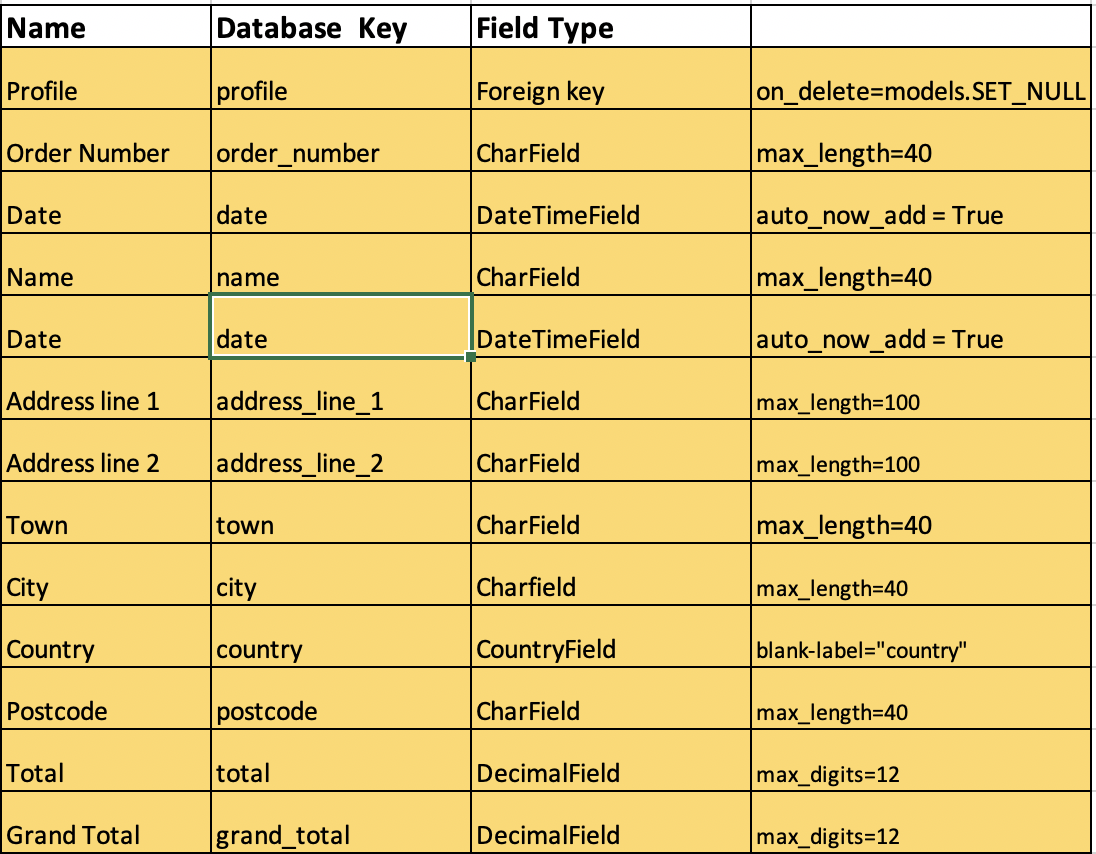 Name Database Key Field Type
Profile profile Foreign key on_delete=models.SET_NULL
Order Number order_number CharField max_length=40
Date date DateTimeField auto_now_add = True
Name name CharField max_length=40
Date date DateTimeField auto_now_add = True
Address line 1 address_line_1 CharField max_length=100
Address line 2 address_line_2 CharField max_length=100
Town town CharField max_length=40
City city Charfield max_length=40
Country country CountryField blank-label="country"
Postcode postcode CharField max_length=40
Total total DecimalField max_digits=12
Grand Total grand_total DecimalField max_digits=12